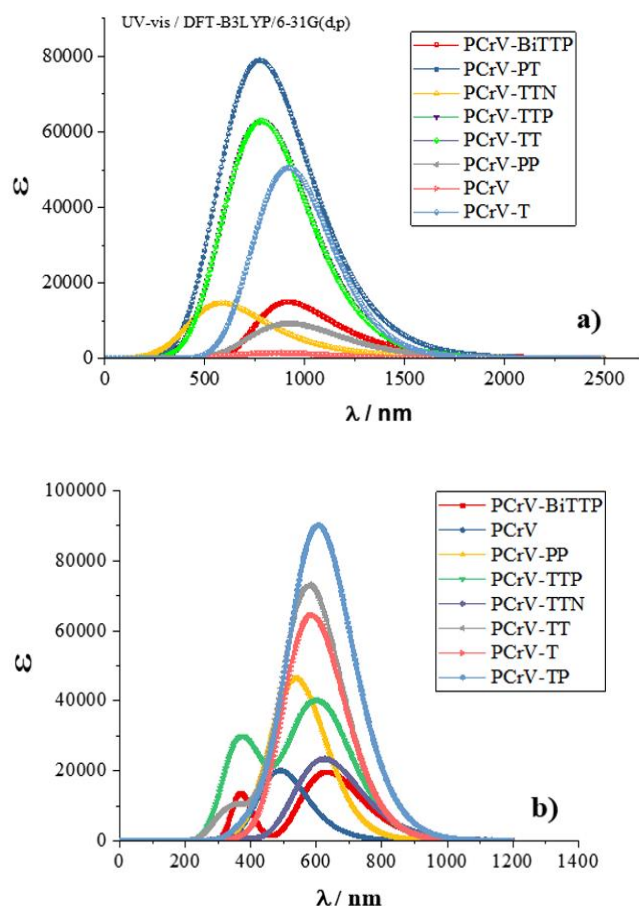 UV-vis / DFT-B3LYP/6-31G(d,p)
PCrV-BiTTP
PCrV-PT
PCrV-TTN
PCrV-TTP
PCrV-TT
PCrV-PP
PCrV
PCrV-T
80000
60000
40000
20000
0
ε
a)
0 500 1000 1500 2000 2500
λ / nm
100000
80000
60000
40000
20000
0
ε
PCrV-BiTTP
PCrV
PCrV-PP
PCrV-TTP
PCrV-TTN
PCrV-TT
PCrV-T
PCrV-TP
b)
0 200 400 600 800 1000 1200 1400
λ / nm